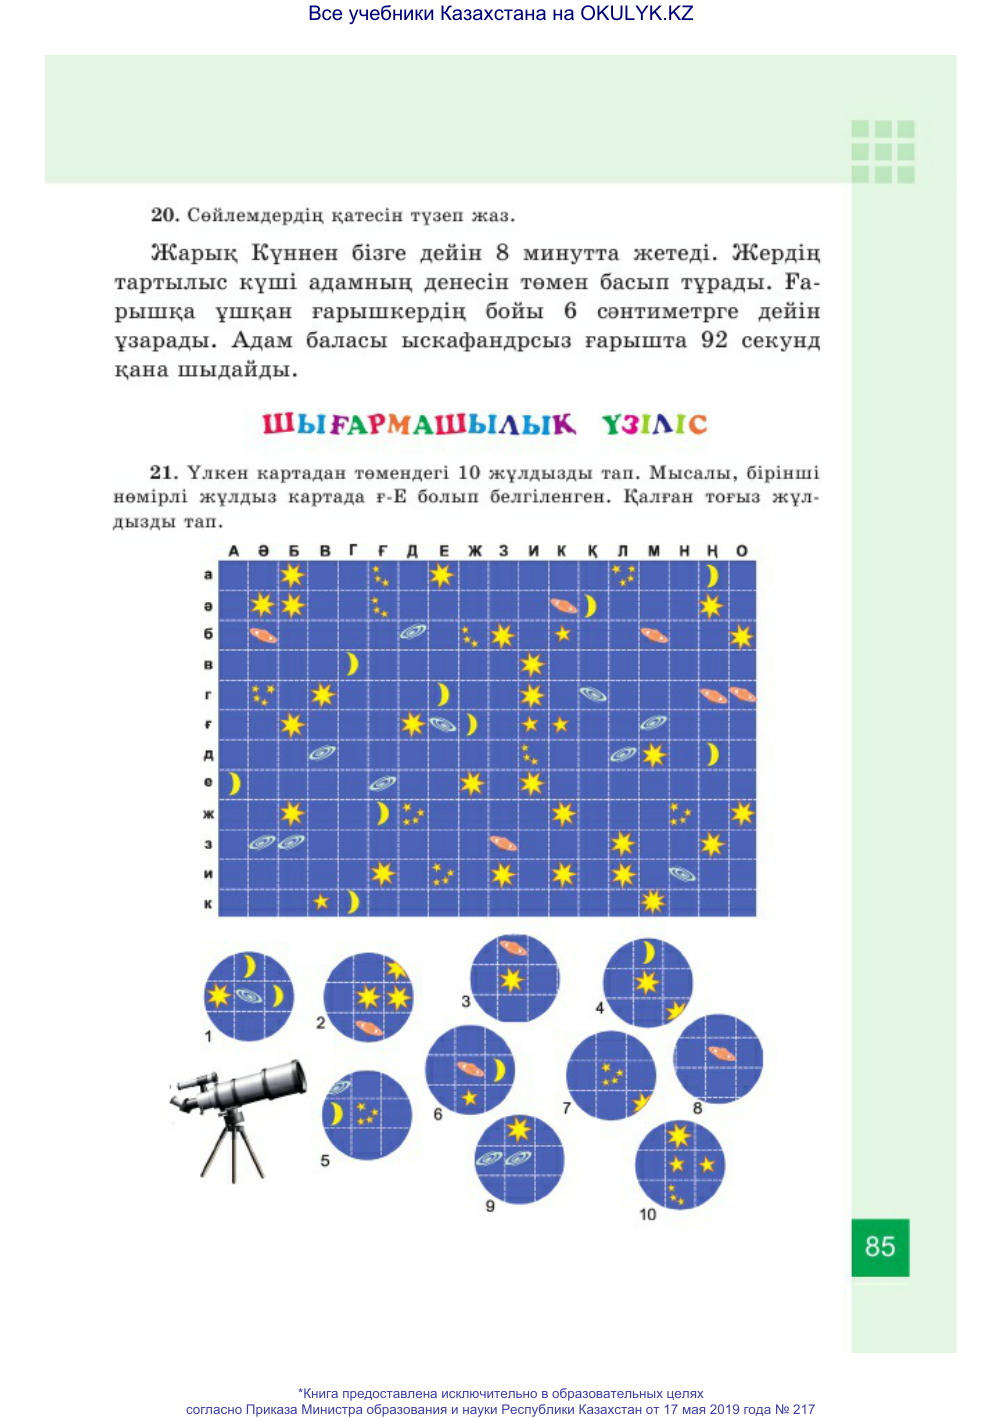 Все учебники Казахстана на OKULYK.KZ
20. Сөйлемдердің қатесін түзеп жаз.
Жарық Күннен бізге дейін 8 минутта жетеді. Жердің
тартылыс күші адамның денесін төмен басып тұрады. Ға-
рышқа ұшқан ғарышкердің бойы 6 сәнтиметрге дейін
ұзарады. Адам баласы ыскафандрсыз ғарышта 92 секунд
қана шыдайды.
ШЫҒАРМАШЫЛЫҚ ҮЗІЛІС
21. Үлкен картадан төмендегі 10 жұлдызды тап. Мысалы, бірінші
нөмірлі жұлдыз картада ғ-Е болып белгіленген. Қалған тоғыз жұл-
дызды тап.
А Ә Б В Г Ғ Д Е Ж З И К Қ Л М Н Ң О
а
ә
б
в
г
ғ
д
е
ж
з
и
к
1
2
3
4
5
6
7
8
9
10
85
*Книга предоставлена исключительно в образовательных целях
согласно Приказа Министра образования и науки Республики Казахстан от 17 мая 2019 года № 217